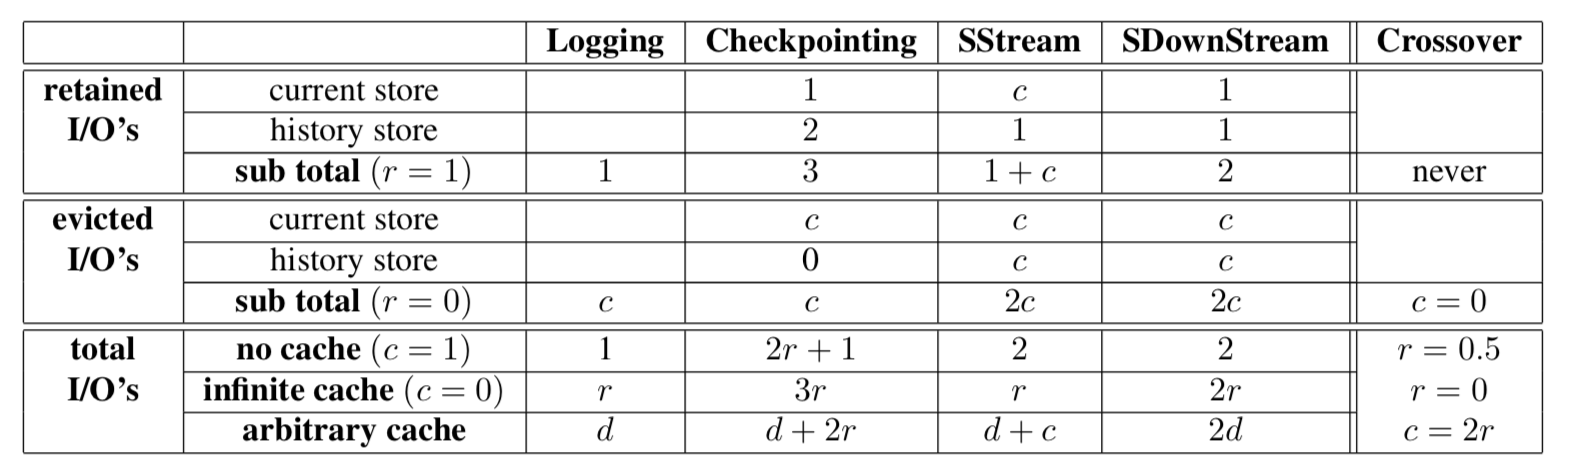 Logging Checkpointing SStream SDownStream Crossover
retained current store 1 c 1
I/O's history store 2 1 1
sub total (r = 1) 1 3 1 + c 2 never
evicted current store c c c
I/O's history store 0 c c
sub total (r = 0) c c 2c 2c c = 0
total no cache (c = 1) 1 2r + 1 2 2 r = 0.5
I/O's infinite cache (c = 0) r 3r r 2r r = 0
arbitrary cache d d + 2r d + c 2d c = 2r